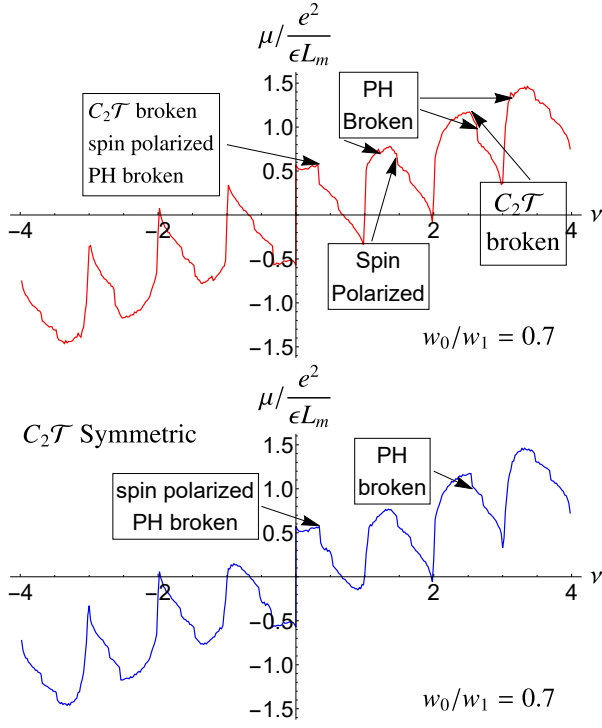 μ/ e²/ϵLₘ
1.5
C₂𝒯 broken
spin polarized
PH broken
PH
Broken
1.0
0.5
−4
−2
2
4
ν
C₂𝒯
broken
−0.5
Spin
Polarized
−1.0
−1.5
w₀/w₁ = 0.7
μ/ e²/ϵLₘ
C₂𝒯 Symmetric
1.5
PH
broken
1.0
spin polarized
PH broken
0.5
−4
−2
2
4
ν
−0.5
−1.0
−1.5
w₀/w₁ = 0.7